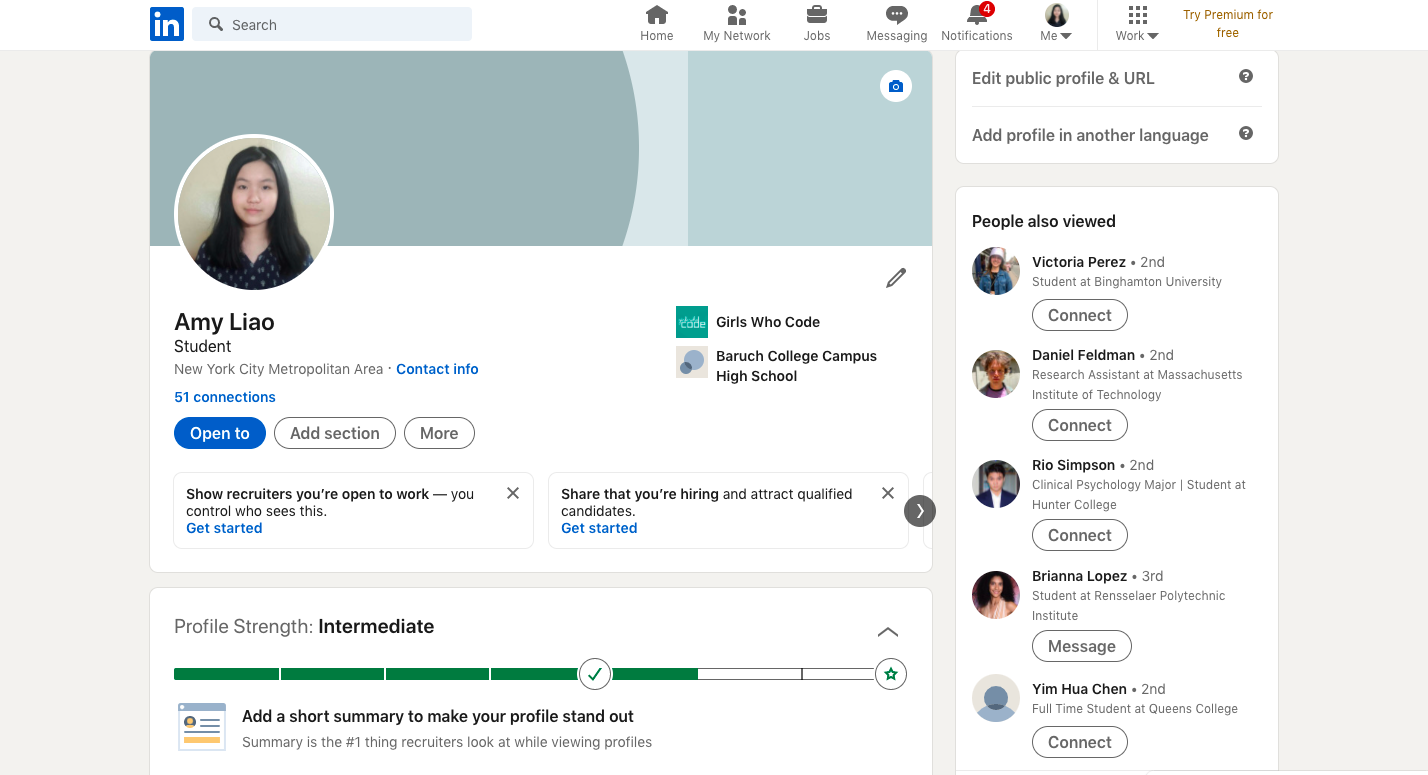 in
Search
Home
My Network
Jobs
Messaging
4
Notifications
Me
Work
Try Premium for
free
Amy Liao
Student
New York City Metropolitan Area · Contact info
51 connections
Open to
Add section
More
code
Girls Who Code
Baruch College Campus
High School
Show recruiters you're open to work — you
control who sees this.
Get started
Share that you're hiring and attract qualified
candidates.
Get started
Profile Strength: Intermediate
Add a short summary to make your profile stand out
Summary is the #1 thing recruiters look at while viewing profiles
Edit public profile & URL
Add profile in another language
People also viewed
Victoria Perez • 2nd
Student at Binghamton University
Connect
Daniel Feldman • 2nd
Research Assistant at Massachusetts
Institute of Technology
Connect
Rio Simpson • 2nd
Clinical Psychology Major | Student at
Hunter College
Connect
Brianna Lopez • 3rd
Student at Rensselaer Polytechnic
Institute
Message
Yim Hua Chen • 2nd
Full Time Student at Queens College
Connect